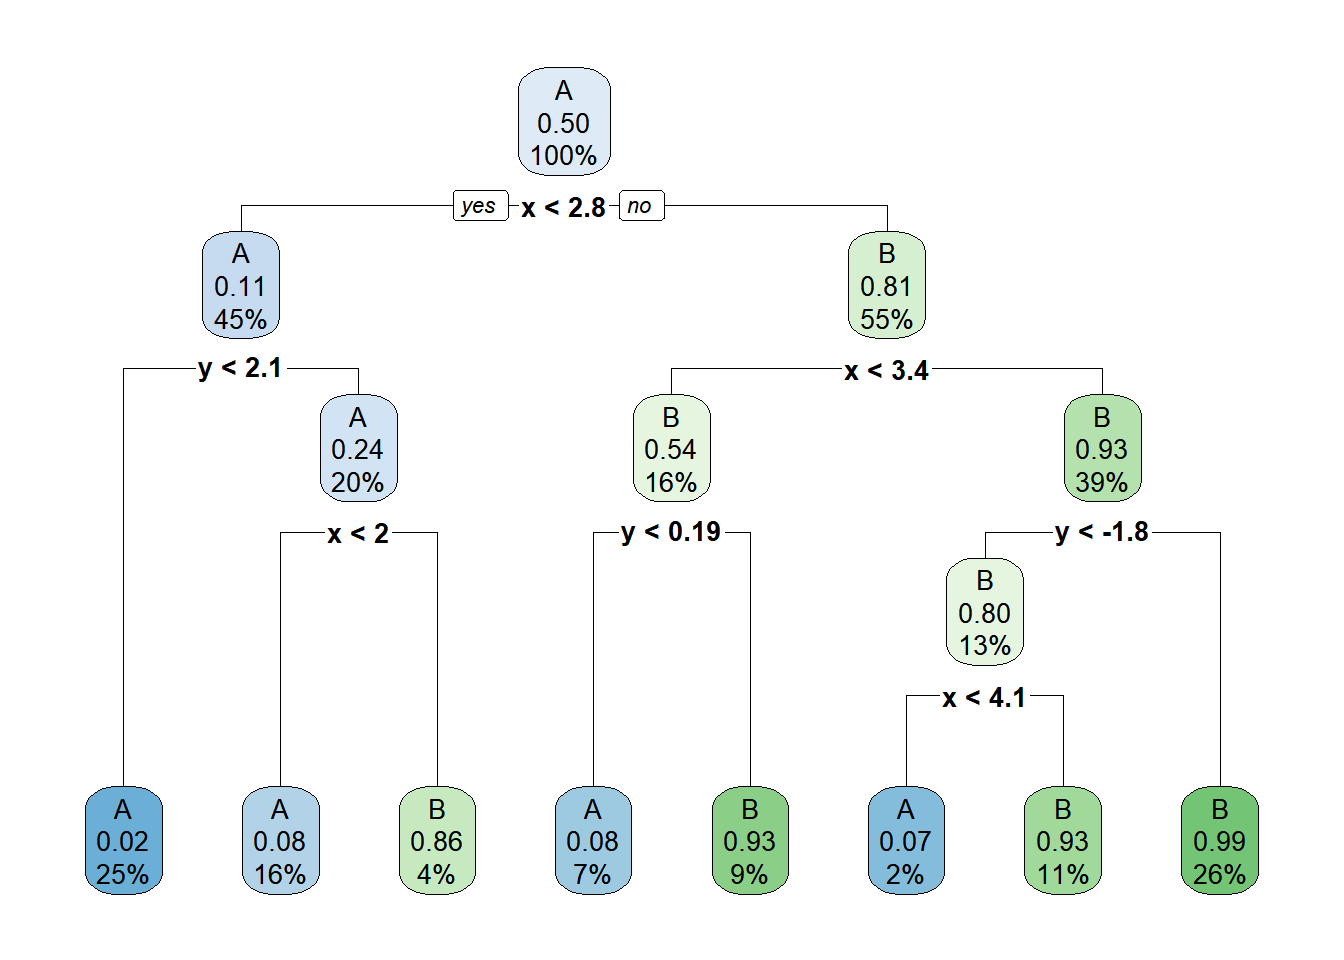 A
0.50
100%
yes x < 2.8 no
A
0.11
45%
B
0.81
55%
y < 2.1
x < 3.4
A
0.24
20%
B
0.54
16%
B
0.93
39%
x < 2
y < 0.19
y < -1.8
B
0.80
13%
x < 4.1
A
0.02
25%
A
0.08
16%
B
0.86
4%
A
0.08
7%
B
0.93
9%
A
0.07
2%
B
0.93
11%
B
0.99
26%